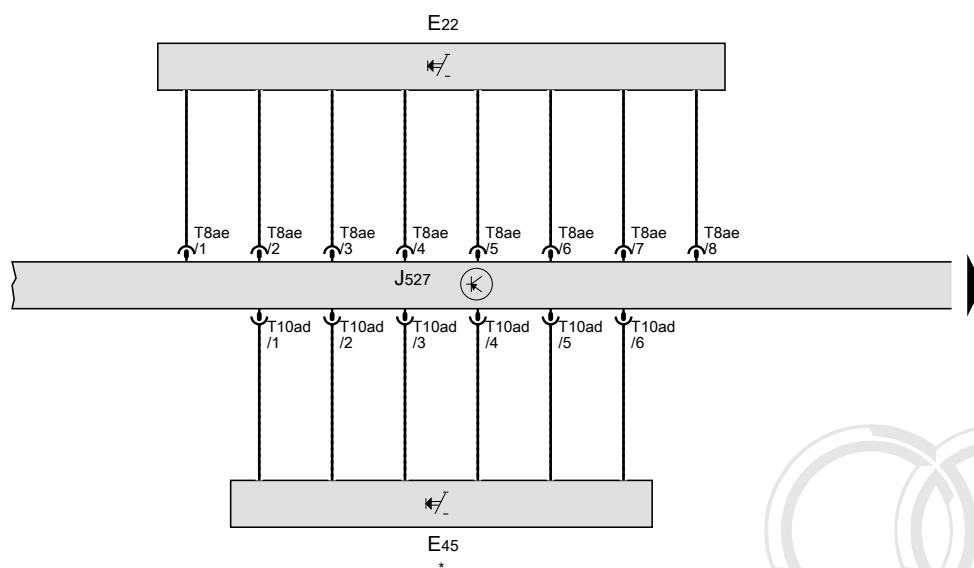 E22
T8ae T8ae T8ae T8ae T8ae T8ae T8ae T8ae
/1 /2 /3 /4 /5 /6 /7 /8
J527
T10ad T10ad T10ad T10ad T10ad T10ad
/1 /2 /3 /4 /5 /6
E45
*